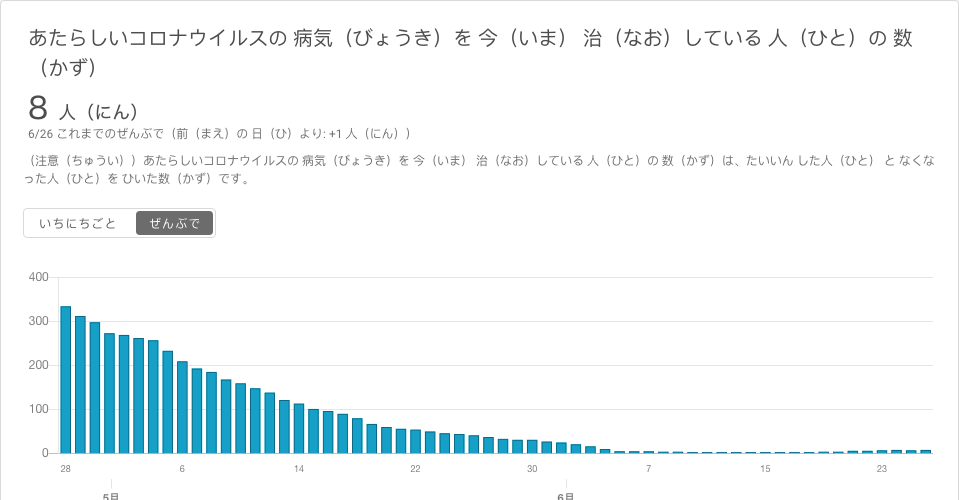 あたらしいコロナウイルスの 病気（びょうき）を 今（いま） 治（なお）している 人（ひと）の 数
（かず）
8 人（にん）
6/26 これまでのぜんぶで（前（まえ）の 日（ひ）より: +1 人（にん））
（注意（ちゅうい））あたらしいコロナウイルスの 病気（びょうき）を 今（いま） 治（なお）している 人（ひと）の 数（かず）は、たいいん した人（ひと） と なくな
った人（ひと）を ひいた数（かず）です。
いちにちごと ぜんぶで
400
300
200
100
0
28 6 14 22 30 7 15 23
5月 6月